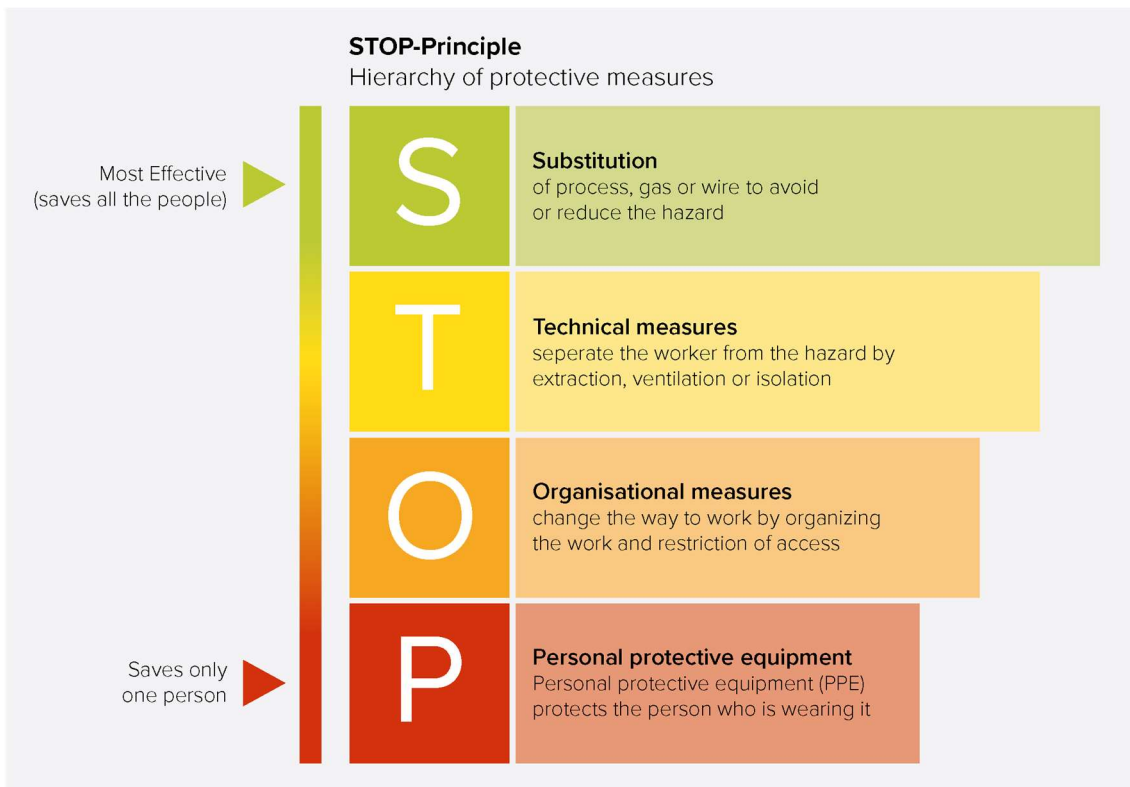 STOP-Principle
Hierarchy of protective measures
Most Effective
(saves all the people)
S
Substitution
of process, gas or wire to avoid
or reduce the hazard
T
Technical measures
seperate the worker from the hazard by
extraction, ventilation or isolation
O
Organisational measures
change the way to work by organizing
the work and restriction of access
Saves only
one person
P
Personal protective equipment
Personal protective equipment (PPE)
protects the person who is wearing it